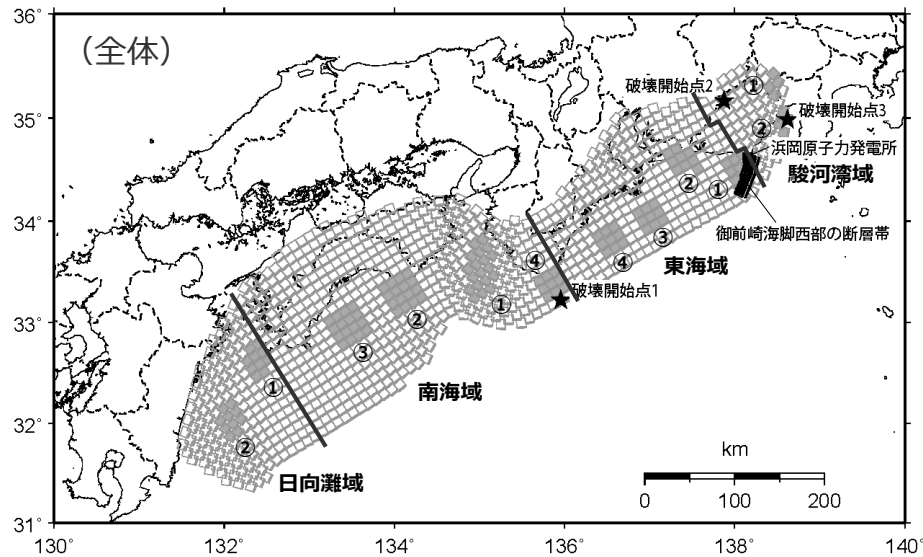 36°
（全体）
破壊開始点2
①
35°
破壊開始点3
②
浜岡原子力発電所
②
①
駿河湾域
34°
御前崎海脚西部の断層帯
③
④
④
東海域
破壊開始点1
①
33°
②
③
①
南海域
32°
②
日向灘域
km
0 100 200
31°
130 132 134 136 138 140°